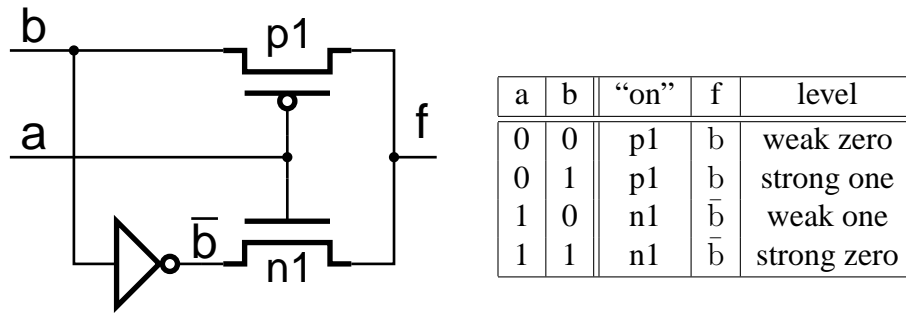 b
p1
a
f
b̅
n1
a b “on” f level
0 0 p1 b weak zero
0 1 p1 b strong one
1 0 n1 b̅ weak one
1 1 n1 b̅ strong zero